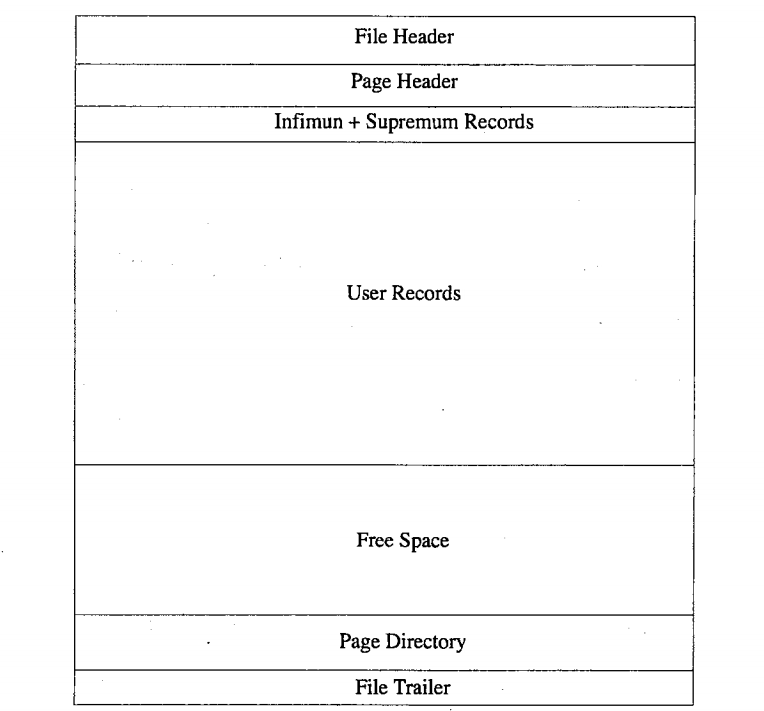 File Header
Page Header
Infimun + Supremum Records
User Records
Free Space
Page Directory
File Trailer